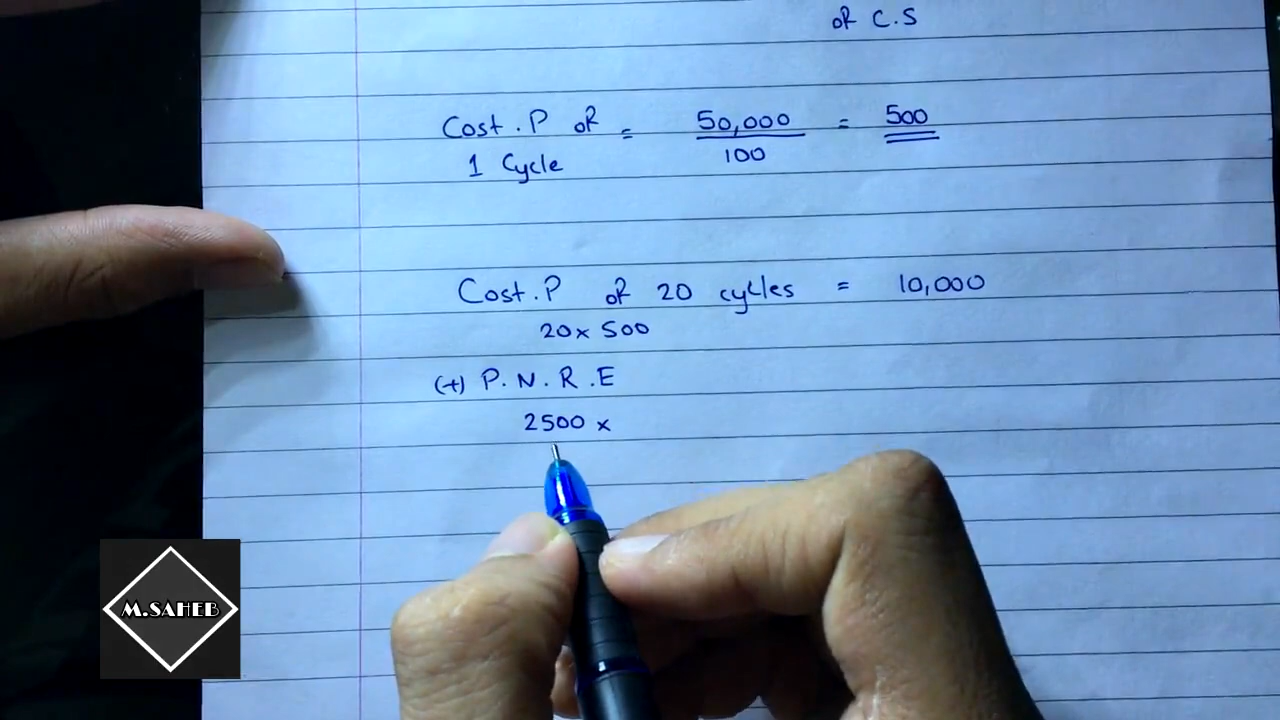 of C.S
Cost.P of = 50,000 = 500
1 Cycle 100
Cost.P of 20 cycles = 10,000
20 x 500
(+) P.N.R.E
2500 x
M.SAHEB